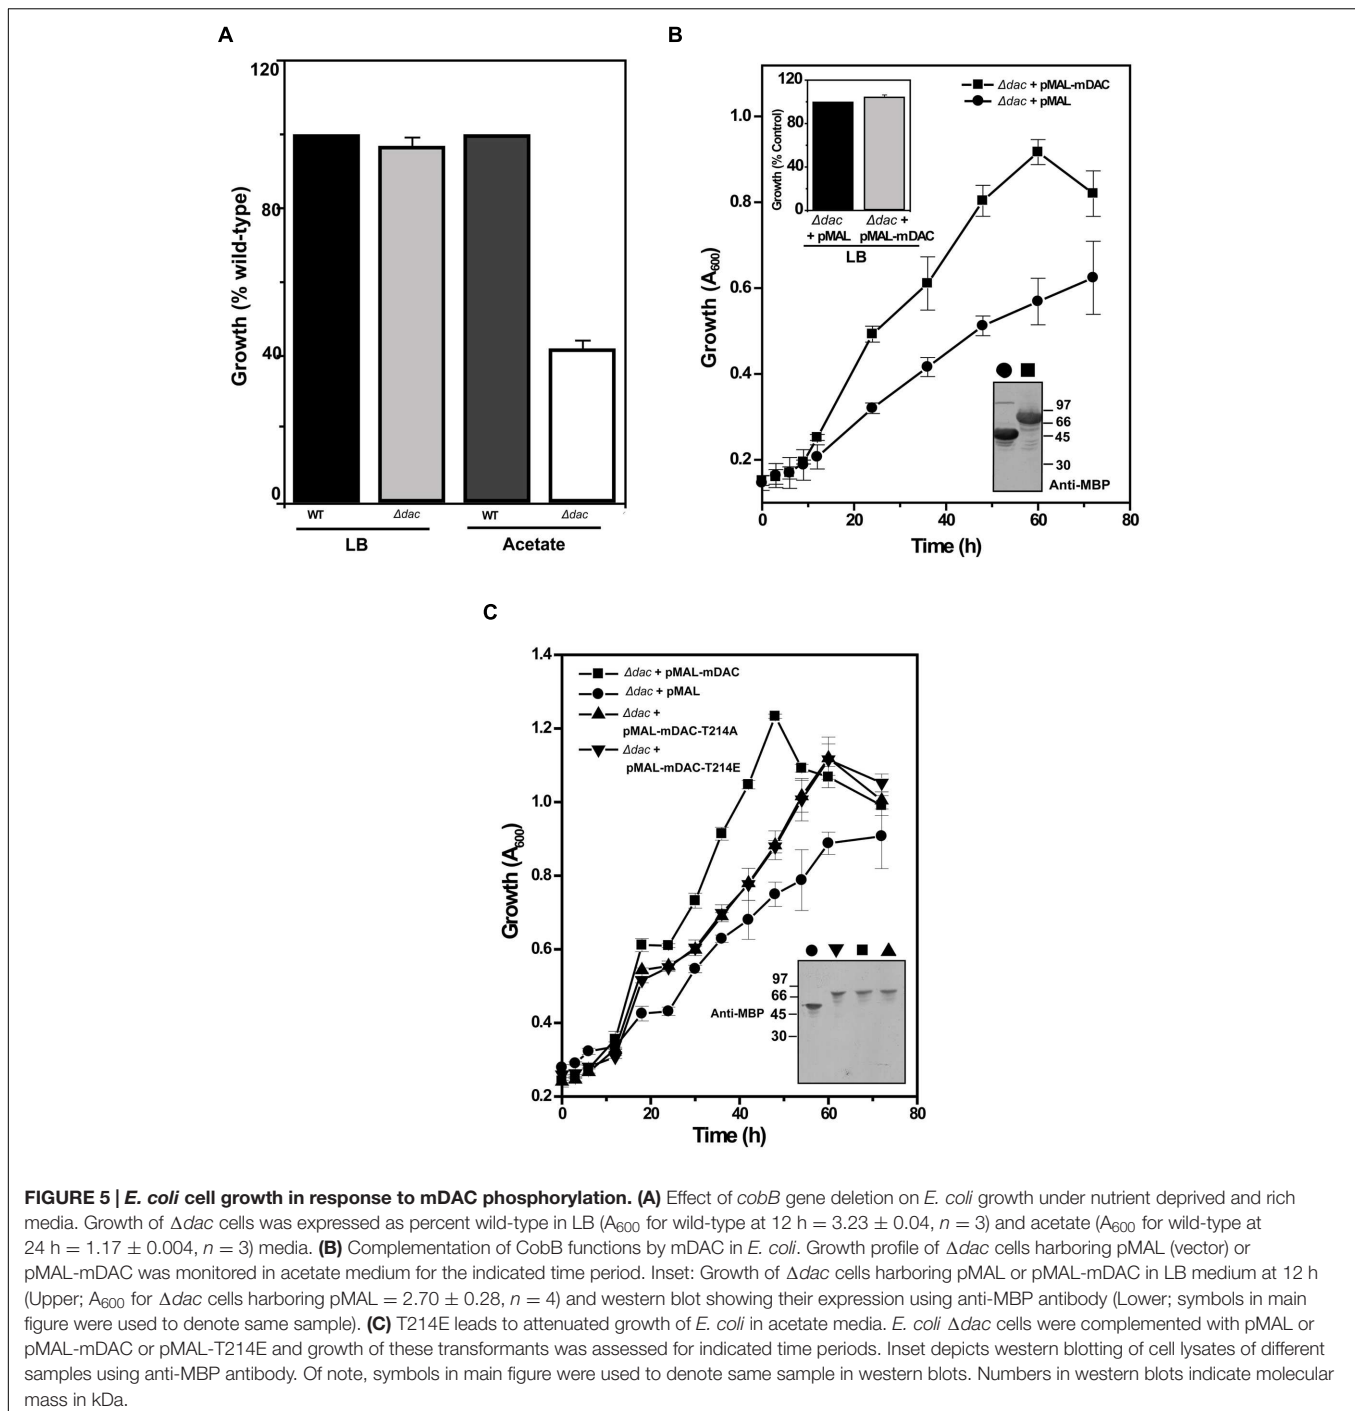 A
120
80
40
0
Growth (% wild-type)
WT
Δdac
WT
Δdac
LB
Acetate
B
Δdac + pMAL-mDAC
Δdac + pMAL
1.0
0.8
0.6
0.4
0.2
Growth (A600)
0
20
40
60
80
Time (h)
120
80
40
0
Growth (% Control)
Δdac
+ pMAL
Δdac +
pMAL-mDAC
LB
97
66
45
30
Anti-MBP
C
Δdac + pMAL-mDAC
Δdac + pMAL
Δdac +
pMAL-mDAC-T214A
Δdac +
pMAL-mDAC-T214E
1.4
1.2
1.0
0.8
0.6
0.4
0.2
Growth (A600)
0
20
40
60
80
Time (h)
97
66
45
30
Anti-MBP
FIGURE 5 | E. coli cell growth in response to mDAC phosphorylation. (A) Effect of cobB gene deletion on E. coli growth under nutrient deprived and rich
media. Growth of Δdac cells was expressed as percent wild-type in LB (A600 for wild-type at 12 h = 3.23 ± 0.04, n = 3) and acetate (A600 for wild-type at
24 h = 1.17 ± 0.004, n = 3) media. (B) Complementation of CobB functions by mDAC in E. coli. Growth profile of Δdac cells harboring pMAL (vector) or
pMAL-mDAC was monitored in acetate medium for the indicated time period. Inset: Growth of Δdac cells harboring pMAL or pMAL-mDAC in LB medium at 12 h
(Upper; A600 for Δdac cells harboring pMAL = 2.70 ± 0.28, n = 4) and western blot showing their expression using anti-MBP antibody (Lower; symbols in main
figure were used to denote same sample). (C) T214E leads to attenuated growth of E. coli in acetate media. E. coli Δdac cells were complemented with pMAL or
pMAL-mDAC or pMAL-T214E and growth of these transformants was assessed for indicated time periods. Inset depicts western blotting of cell lysates of different
samples using anti-MBP antibody. Of note, symbols in main figure were used to denote same sample in western blots. Numbers in western blots indicate molecular
mass in kDa.